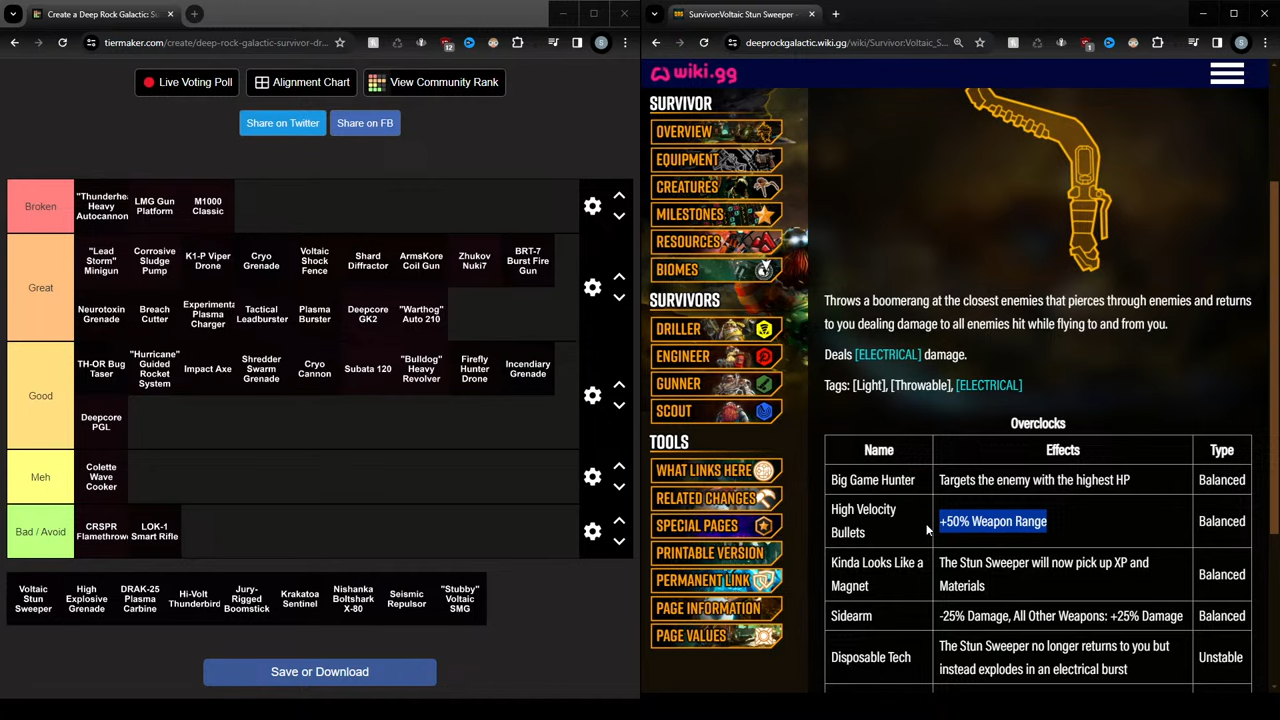 Create a Deep Rock Galactic: Su
Survivor:Voltaic Stun Sweeper -
tiermaker.com/create/deep-rock-galactic-survivor-dr...
12
S
deeprockgalactic.wiki.gg/wiki/Survivor:Voltaic_S...
1
S
Live Voting Poll
Alignment Chart
View Community Rank
Share on Twitter
Share on FB
Broken
"Thunderhe
Heavy
Autocannon
LMG Gun
Platform
M1000
Classic
Great
"Lead
Storm"
Minigun
Corrosive
Sludge
Pump
K1-P Viper
Drone
Cryo
Grenade
Voltaic
Shock
Fence
Shard
Diffractor
ArmsKore
Coil Gun
Zhukov
Nuki7
BRT-7
Burst Fire
Gun
Neurotoxin
Grenade
Breach
Cutter
Experimenta
Plasma
Charger
Tactical
Leadburster
Plasma
Burster
Deepcore
GK2
"Warthog"
Auto 210
Good
TH-OR Bug
Taser
"Hurricane"
Guided
Rocket
System
Impact Axe
Shredder
Swarm
Grenade
Cryo
Cannon
Subata 120
"Bulldog"
Heavy
Revolver
Firefly
Hunter
Drone
Incendiary
Grenade
Deepcore
PGL
Meh
Colette
Wave
Cooker
Bad / Avoid
CRSPR
Flamethrow
LOK-1
Smart Rifle
Voltaic
Stun
Sweeper
High
Explosive
Grenade
DRAK-25
Plasma
Carbine
Hi-Volt
Thunderbird
Jury-
Rigged
Boomstick
Krakatoa
Sentinel
Nishanka
Boltshark
X-80
Seismic
Repulsor
"Stubby"
Voltaic
SMG
Save or Download
wiki.gg
SURVIVOR
OVERVIEW
EQUIPMENT
CREATURES
MILESTONES
RESOURCES
BIOMES
SURVIVORS
DRILLER
ENGINEER
GUNNER
SCOUT
TOOLS
WHAT LINKS HERE
RELATED CHANGES
SPECIAL PAGES
PRINTABLE VERSION
PERMANENT LINK
PAGE INFORMATION
PAGE VALUES
Throws a boomerang at the closest enemies that pierces through enemies and returns
to you dealing damage to all enemies hit while flying to and from you.
Deals [ELECTRICAL] damage.
Tags: [Light], [Throwable], [ELECTRICAL]
Overclocks
Name Effects Type
Big Game Hunter Targets the enemy with the highest HP Balanced
High Velocity
Bullets
+50% Weapon Range Balanced
Kinda Looks Like a
Magnet
The Stun Sweeper will now pick up XP and
Materials
Balanced
Sidearm -25% Damage, All Other Weapons: +25% Damage Balanced
Disposable Tech
The Stun Sweeper no longer returns to you but
instead explodes in an electrical burst
Unstable